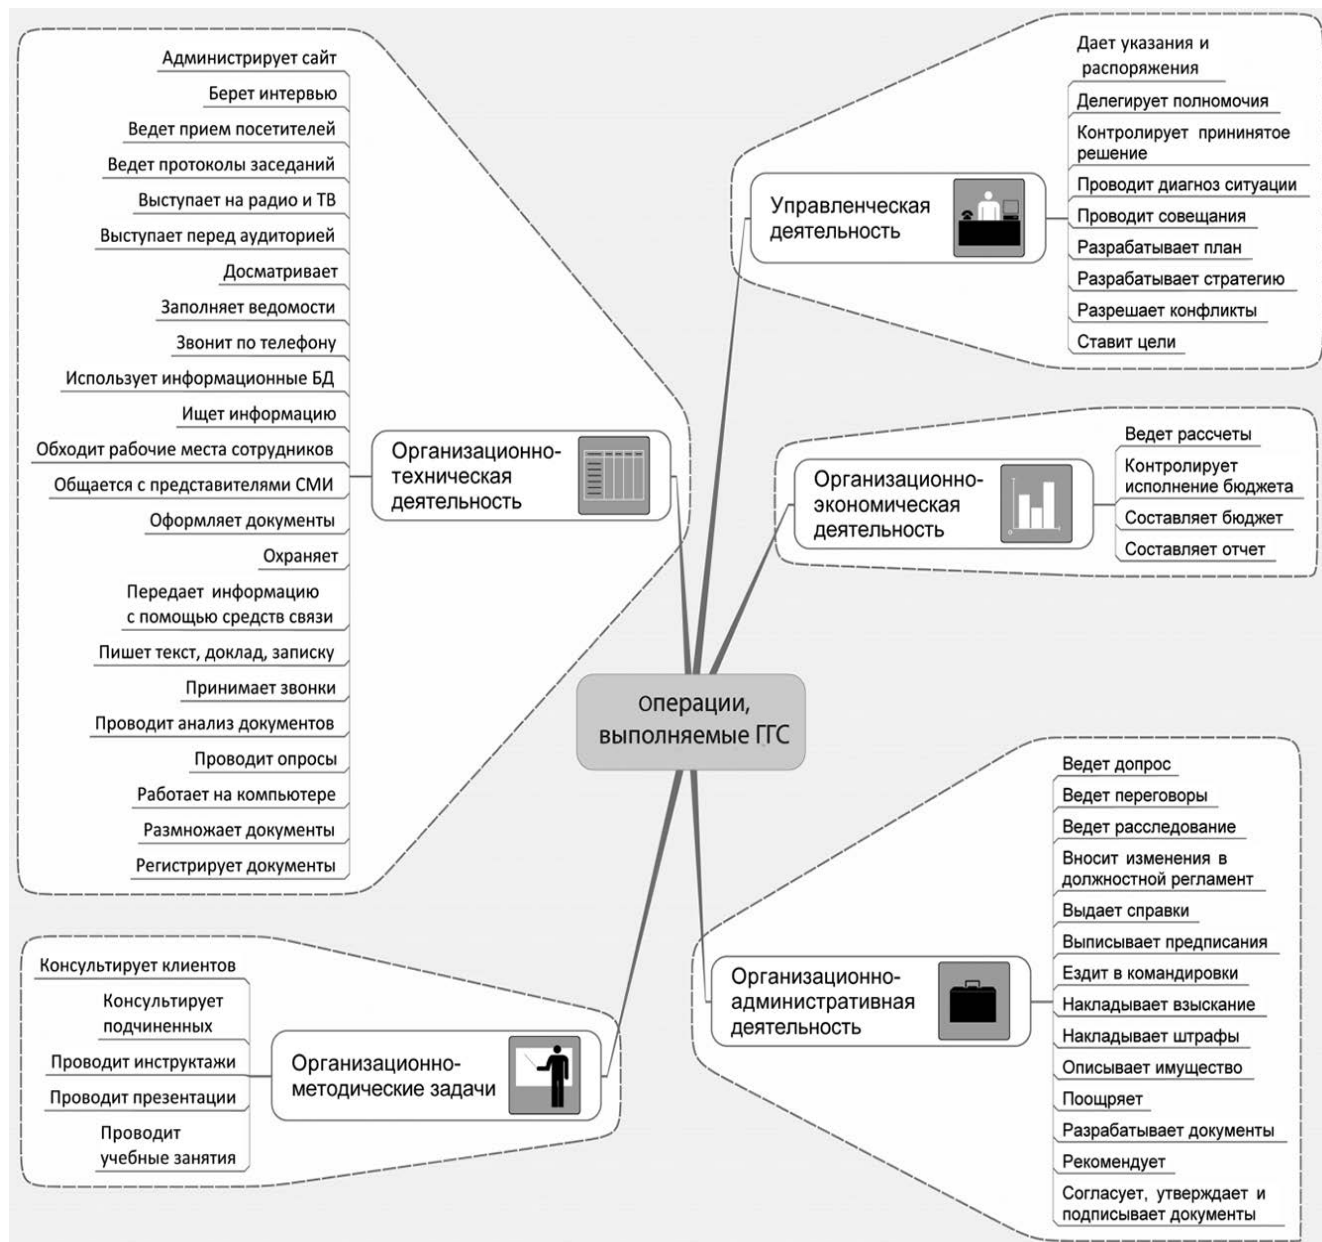 Администрирует сайт
Берет интервью
Ведет прием посетителей
Ведет протоколы заседаний
Выступает на радио и ТВ
Выступает перед аудиторией
Досматривает
Заполняет ведомости
Звонит по телефону
Использует информационные БД
Ищет информацию
Обходит рабочие места сотрудников
Общается с представителями СМИ
Оформляет документы
Охраняет
Передает информацию
с помощью средств связи
Пишет текст, доклад, записку
Принимает звонки
Проводит анализ документов
Проводит опросы
Работает на компьютере
Размножает документы
Регистрирует документы
Организационно-
техническая
деятельность
Дает указания и
распоряжения
Делегирует полномочия
Контролирует прининятое
решение
Проводит диагноз ситуации
Проводит совещания
Разрабатывает план
Разрабатывает стратегию
Разрешает конфликты
Ставит цели
Управленческая
деятельность
Ведет рассчеты
Контролирует
исполнение бюджета
Составляет бюджет
Составляет отчет
Организационно-
экономическая
деятельность
Операции,
выполняемые ГГС
Консультирует клиентов
Консультирует
подчиненных
Проводит инструктажи
Проводит презентации
Проводит
учебные занятия
Организационно-
методические задачи
Организационно-
административная
деятельность
Ведет допрос
Ведет переговоры
Ведет расследование
Вносит изменения в
должностной регламент
Выдает справки
Выписывает предписания
Ездит в командировки
Накладывает взыскание
Накладывает штрафы
Описывает имущество
Поощряет
Разрабатывает документы
Рекомендует
Согласует, утверждает и
подписывает документы